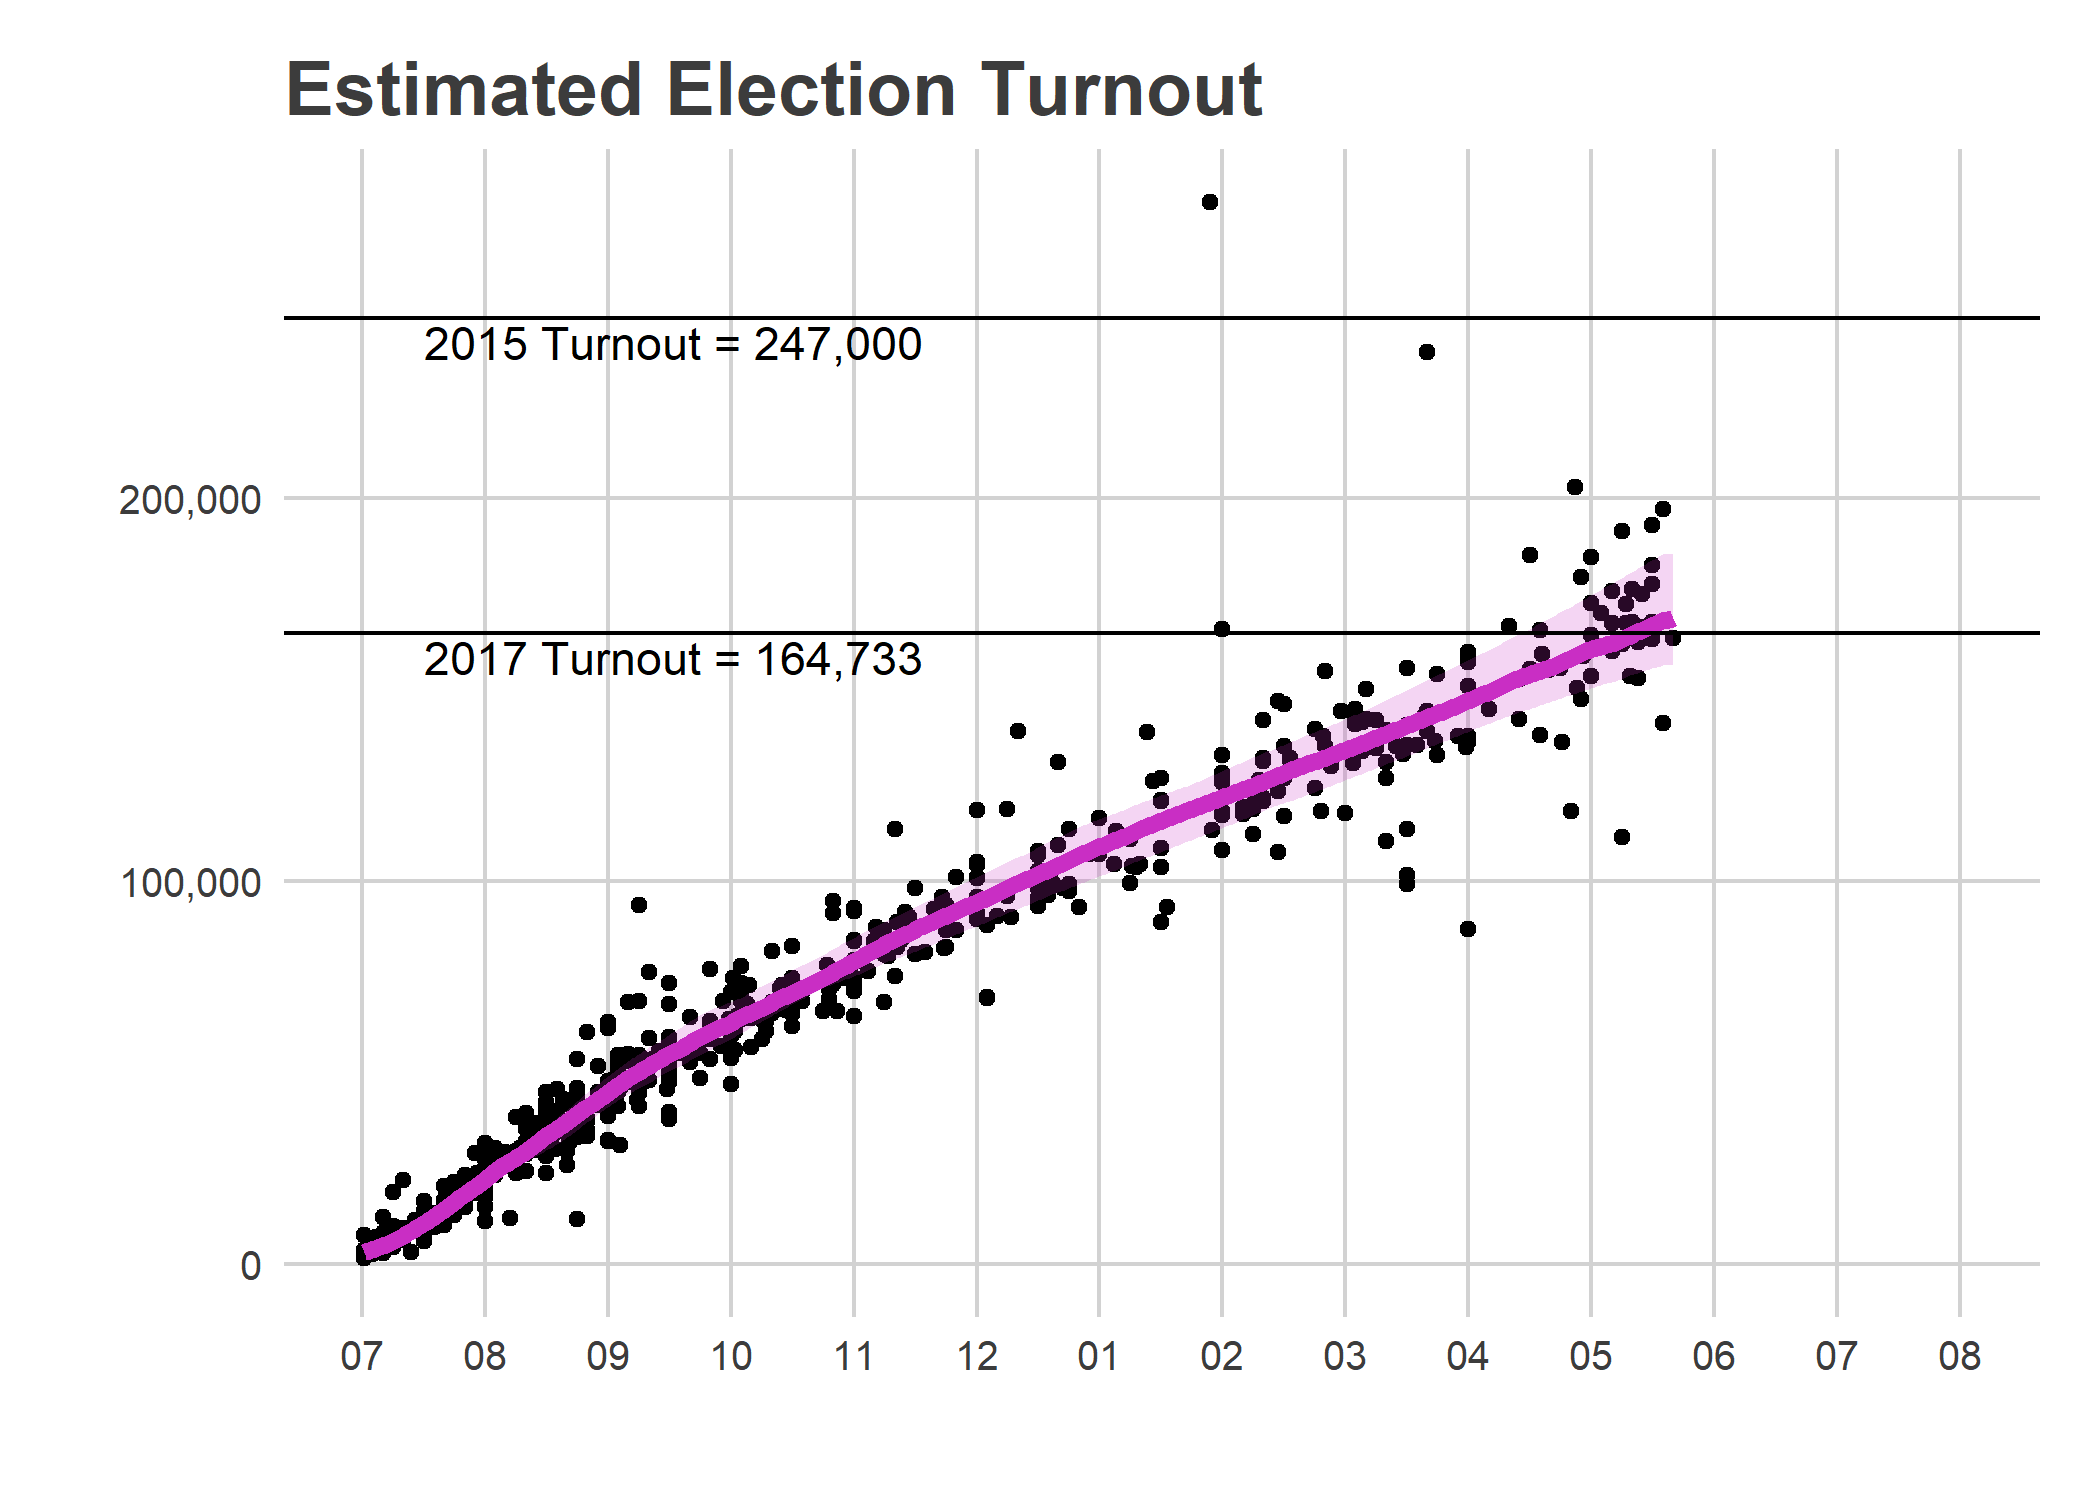 Estimated Election Turnout
2015 Turnout = 247,000
200,000
2017 Turnout = 164,733
100,000
0
07 08 09 10 11 12 01 02 03 04 05 06 07 08